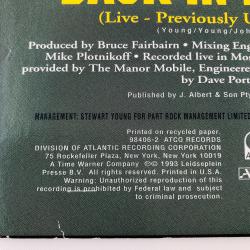 BACK IN
(Live - Previously
(Young/Young/Joh
Produced by Bruce Fairbairn • Mixing Eng
Mike Plotnikoff • Recorded live in Mo
provided by The Manor Mobile, Engineere
by Dave Port
Published by J. Albert & Son Pty
MANAGEMENT: STEWART YOUNG FOR PART ROCK MANAGEMENT LIMITED
Printed on recycled paper.
98406-2 ATCO RECORDS
DIVISION OF ATLANTIC RECORDING CORPORATION
75 Rockefeller Plaza, New York, New York 10019
A Time Warner Company ©© 1993 Leidseplein
Presse B.V. All rights reserved. Printed in U.S.A.
Warning: Unauthorized reproduction of this
recording is prohibited by Federal law and subject
to criminal prosecution.